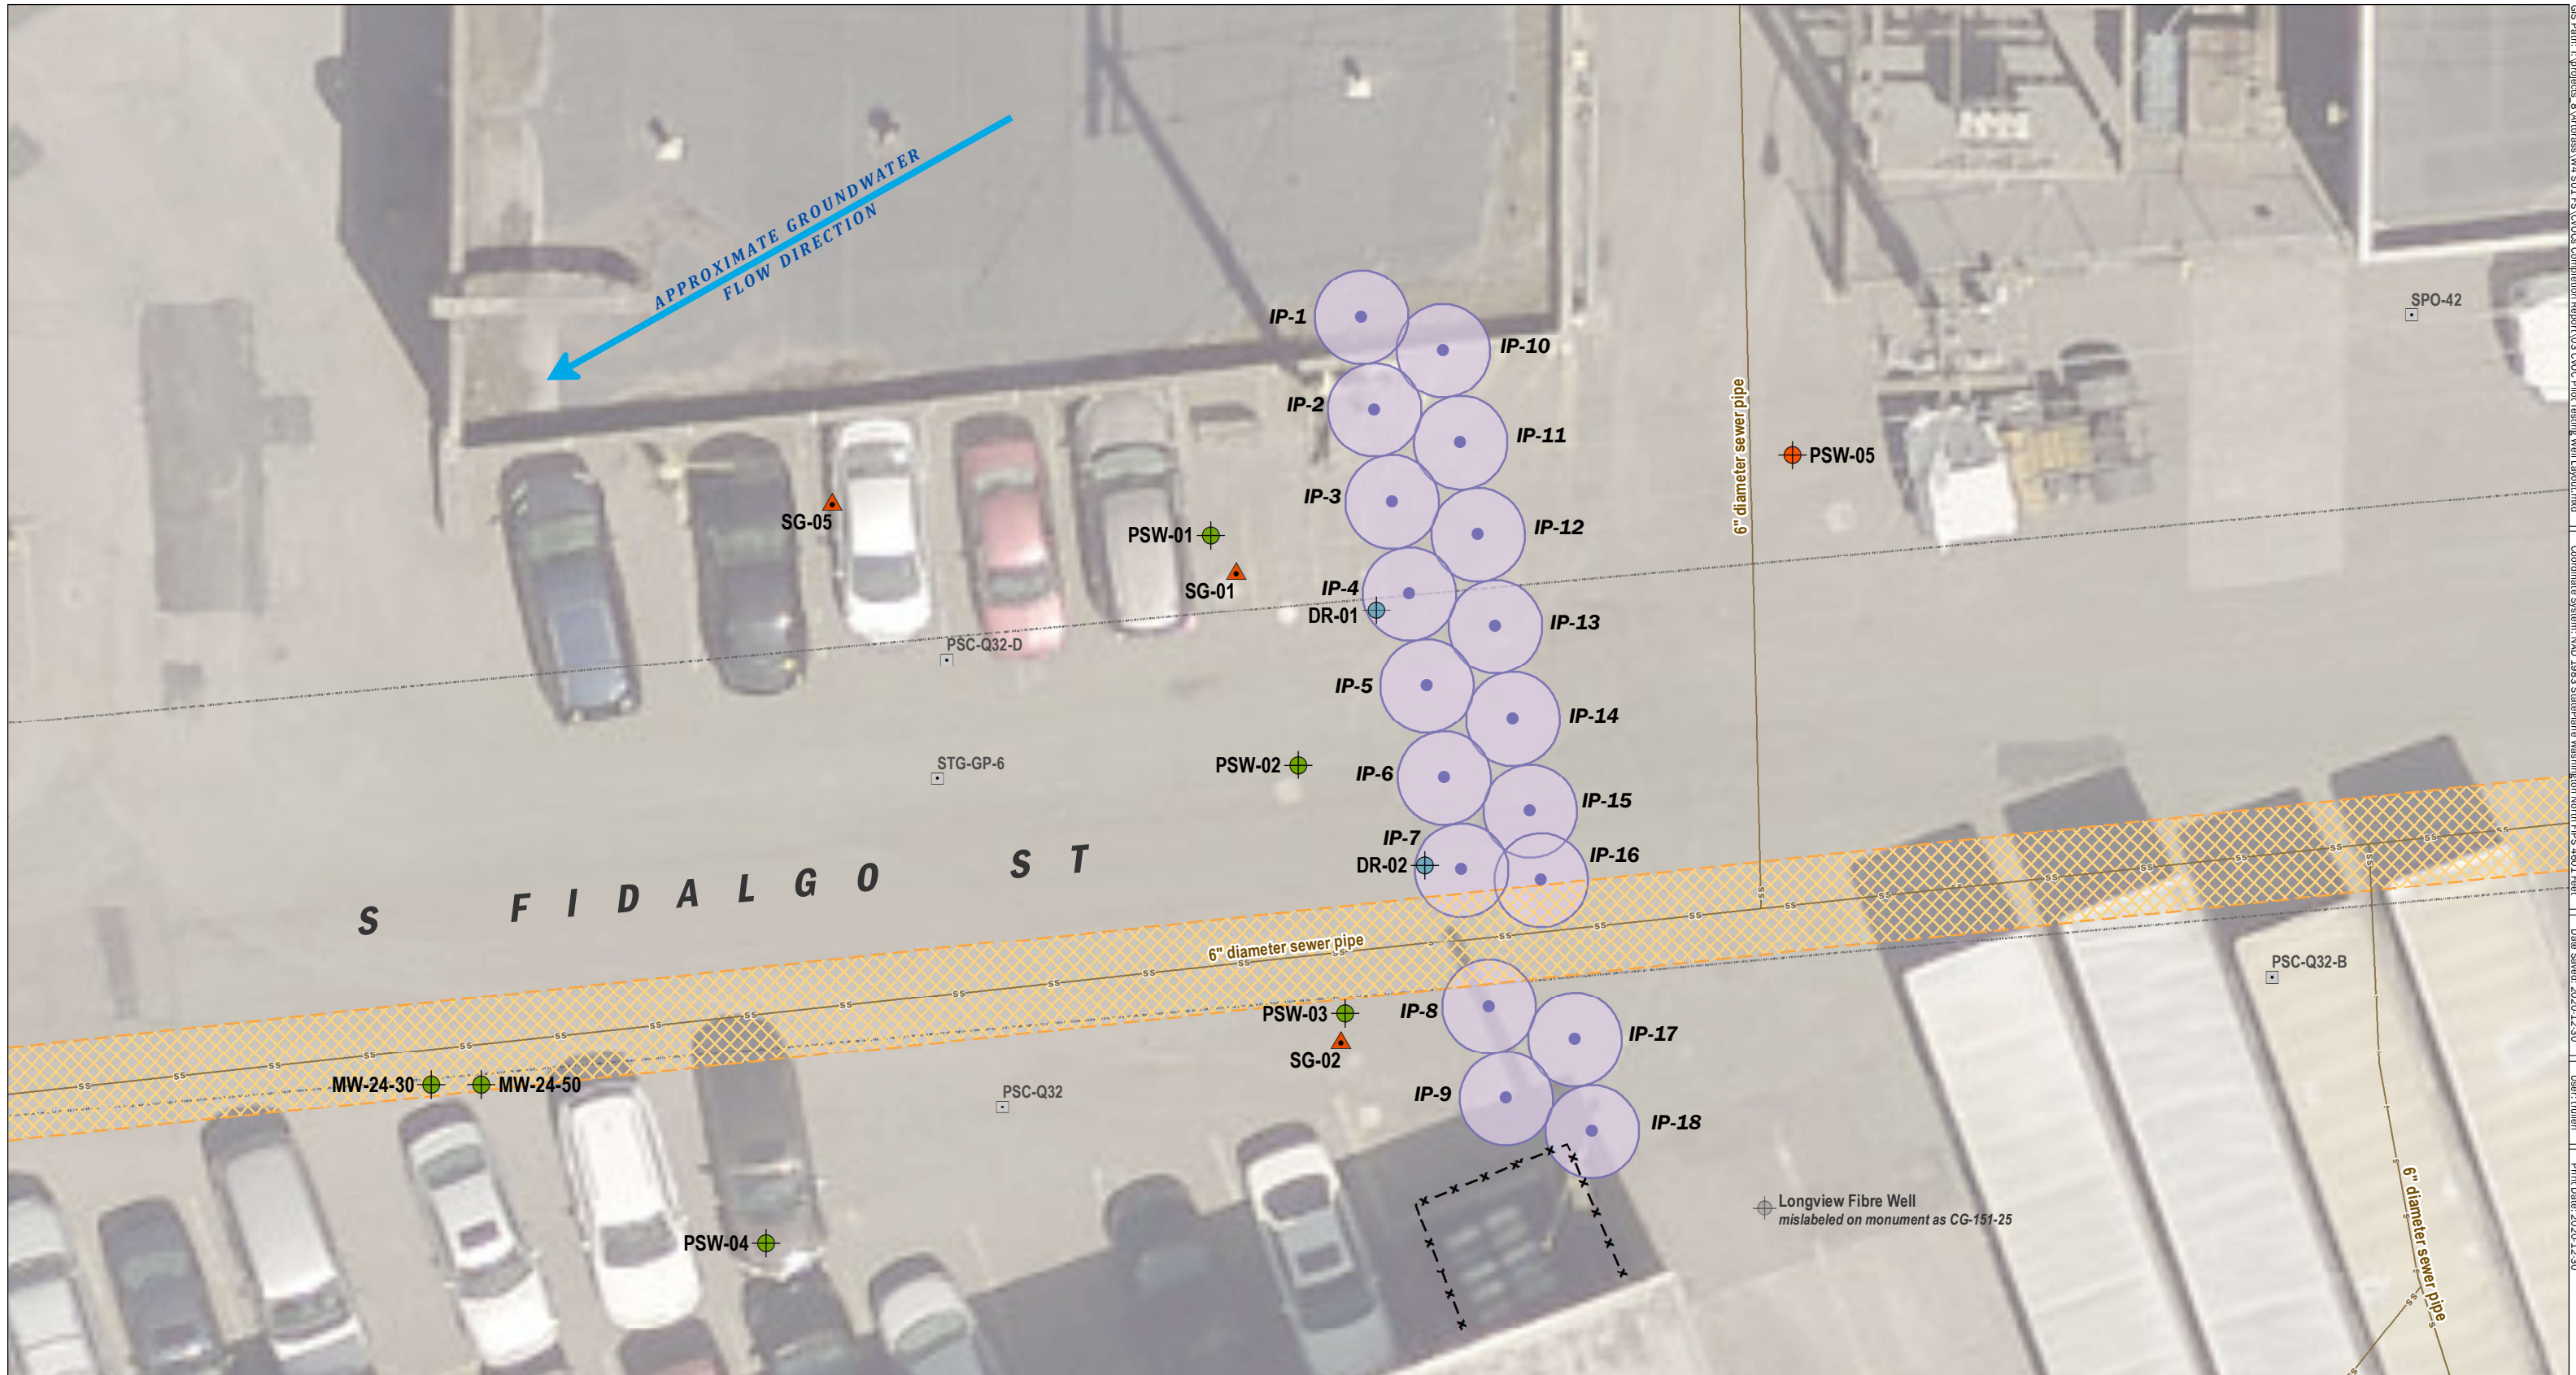 APPROXIMATE GROUNDWATER
FLOW DIRECTION
IP-1
IP-10
SPO-42
IP-2
IP-11
6" diameter sewer pipe
PSW-05
IP-3
SG-05
PSW-01
IP-12
SG-01
IP-4
DR-01
IP-13
PSC-Q32-D
IP-5
IP-14
STG-GP-6
PSW-02
IP-6
IP-15
IP-7
DR-02
IP-16
S FIDALGO ST
6" diameter sewer pipe
PSC-Q32-B
PSW-03
IP-8
IP-17
SG-02
MW-24-30
MW-24-50
PSC-Q32
IP-9
IP-18
Longview Fibre Well
mislabeled on monument as CG-151-25
PSW-04
6" diameter sewer pipe